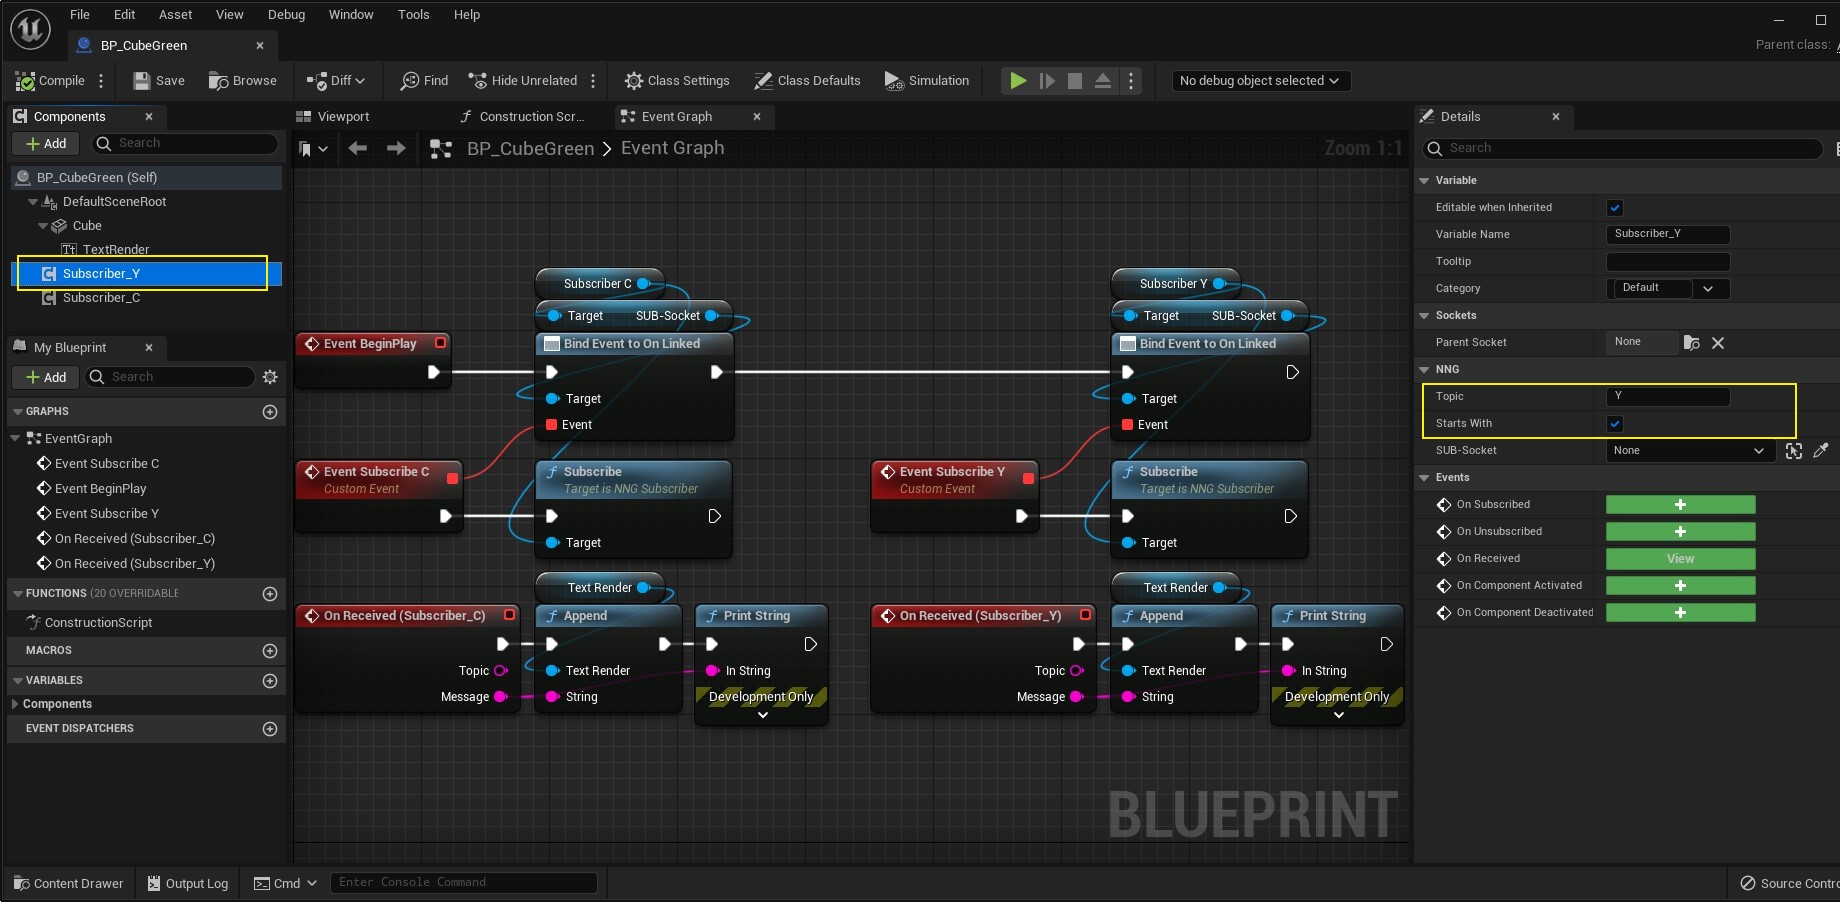 File Edit Asset View Debug Window Tools Help
BP_CubeGreen
Parent class:
Compile Save Browse Diff Find Hide Unrelated Class Settings Class Defaults Simulation No debug object selected
Components
Add Search
BP_CubeGreen (Self)
DefaultSceneRoot
Cube
TextRender
Subscriber_Y
Subscriber_C
My Blueprint
Add Search
GRAPHS
EventGraph
Event Subscribe C
Event BeginPlay
Event Subscribe Y
On Received (Subscriber_C)
On Received (Subscriber_Y)
FUNCTIONS (20 OVERRIDABLE
ConstructionScript
MACROS
VARIABLES
Components
EVENT DISPATCHERS
Viewport Construction Scr... Event Graph
BP_CubeGreen > Event Graph Zoom 1:1
Subscriber C
Target SUB-Socket
Event BeginPlay
Bind Event to On Linked
Target
Event
Event Subscribe C
Custom Event
Subscribe
Target is NNG Subscriber
Target
Text Render
On Received (Subscriber_C)
Topic
Message
Append
Text Render
String
Print String
In String
Development Only
Subscriber Y
Target SUB-Socket
Bind Event to On Linked
Target
Event
Event Subscribe Y
Custom Event
Subscribe
Target is NNG Subscriber
Target
Text Render
On Received (Subscriber_Y)
Topic
Message
Append
Text Render
String
Print String
In String
Development Only
BLUEPRINT
Details
Search
Variable
Editable when Inherited
Variable Name Subscriber_Y
Tooltip
Category Default
Sockets
Parent Socket None
NNG
Topic Y
Starts With
SUB-Socket None
Events
On Subscribed
On Unsubscribed
On Received View
On Component Activated
On Component Deactivated
Content Drawer Output Log Cmd Enter Console Command Source Contro